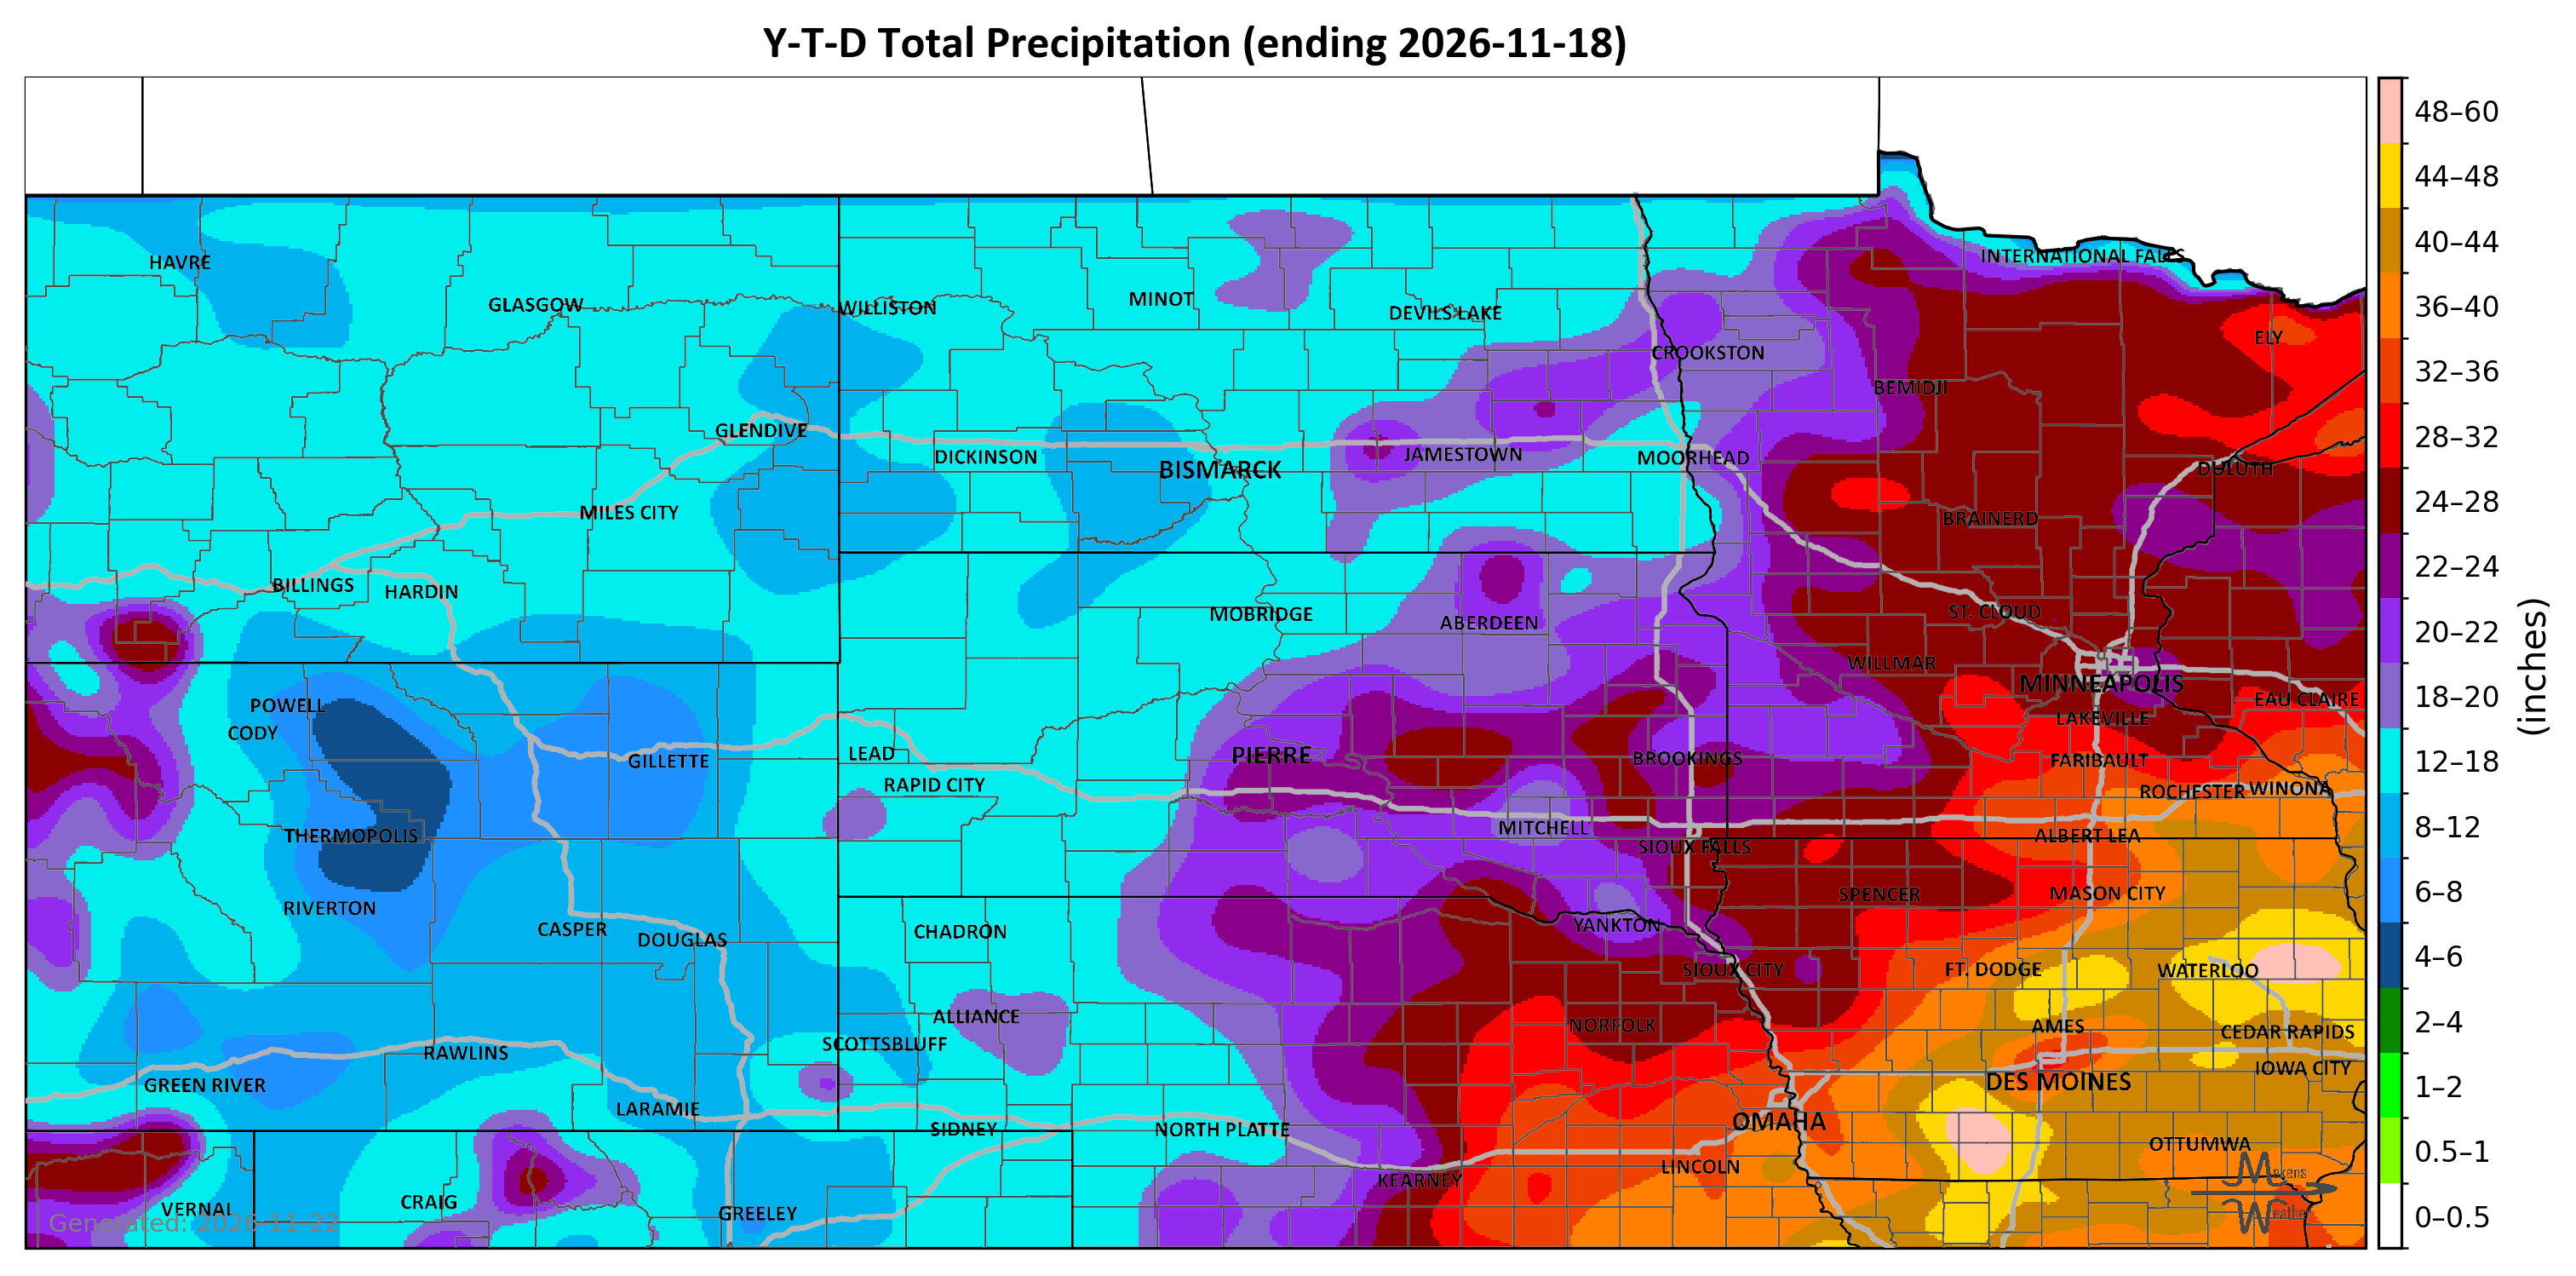 Y-T-D Total Precipitation (ending 2026-11-18)
48–60
44–48
40–44
36–40
32–36
28–32
24–28
22–24
20–22
18–20
12–18
8–12
6–8
4–6
2–4
1–2
0.5–1
0–0.5
(inches)
HAVRE
INTERNATIONAL FALLS
GLASGOW
WILLISTON
MINOT
DEVILS LAKE
ELY
CROOKSTON
BEMIDJI
GLENDIVE
DICKINSON
BISMARCK
JAMESTOWN
MOORHEAD
DULUTH
MILES CITY
BRAINERD
BILLINGS
HARDIN
MOBRIDGE
ABERDEEN
ST. CLOUD
WILLMAR
MINNEAPOLIS
EAU CLAIRE
POWELL
CODY
LAKEVILLE
GILLETTE
LEAD
PIERRE
BROOKINGS
FARIBAULT
RAPID CITY
ROCHESTER
WINONA
THERMOPOLIS
MITCHELL
ALBERT LEA
SIOUX FALLS
RIVERTON
SPENCER
MASON CITY
CASPER
DOUGLAS
CHADRON
YANKTON
SIOUX CITY
FT. DODGE
WATERLOO
ALLIANCE
NORFOLK
AMES
CEDAR RAPIDS
RAWLINS
SCOTTSBLUFF
IOWA CITY
GREEN RIVER
DES MOINES
LARAMIE
SIDNEY
NORTH PLATTE
OMAHA
OTTUMWA
LINCOLN
KEARNEY
VERNAL
CRAIG
GREELEY
Generated: 2026-11-22
Makens
Weather